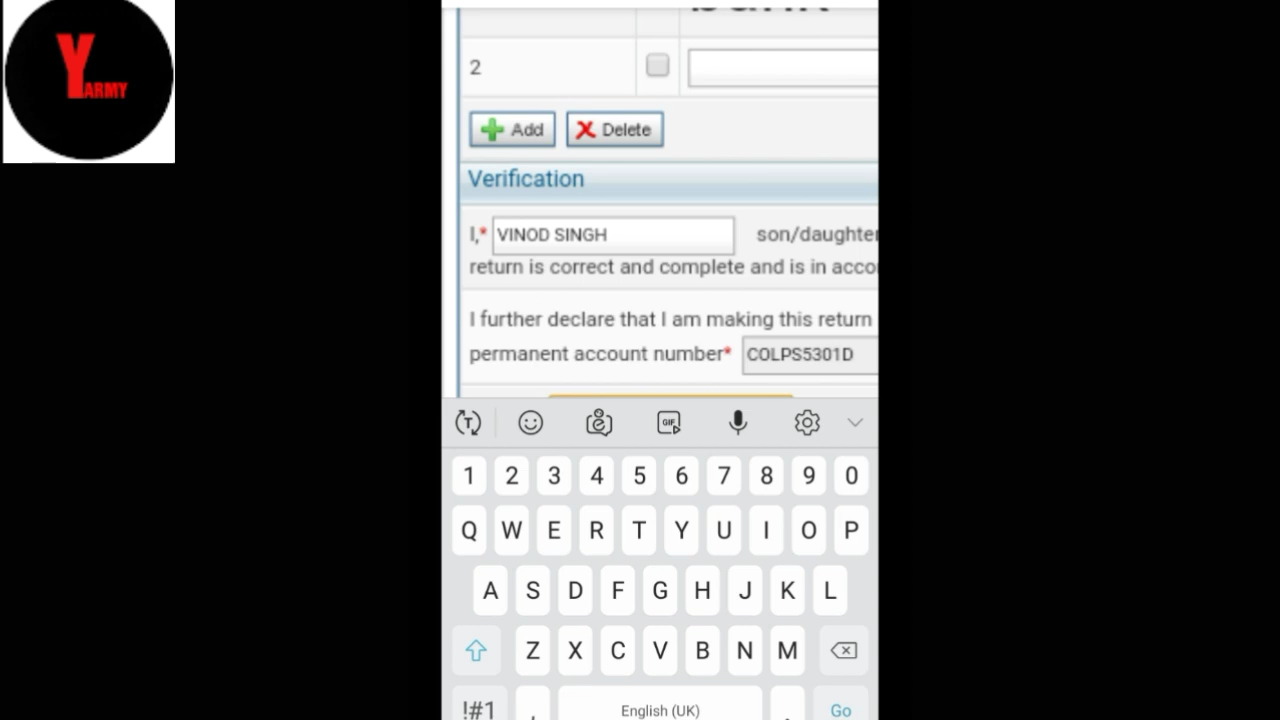 Y ARMY
2
Add Delete
Verification
I,* VINOD SINGH son/daughter
return is correct and complete and is in acco
I further declare that I am making this return
permanent account number* COLPS5301D
T GIF
1 2 3 4 5 6 7 8 9 0
Q W E R T Y U I O P
A S D F G H J K L
Z X C V B N M
!#1 , English (UK) . Go